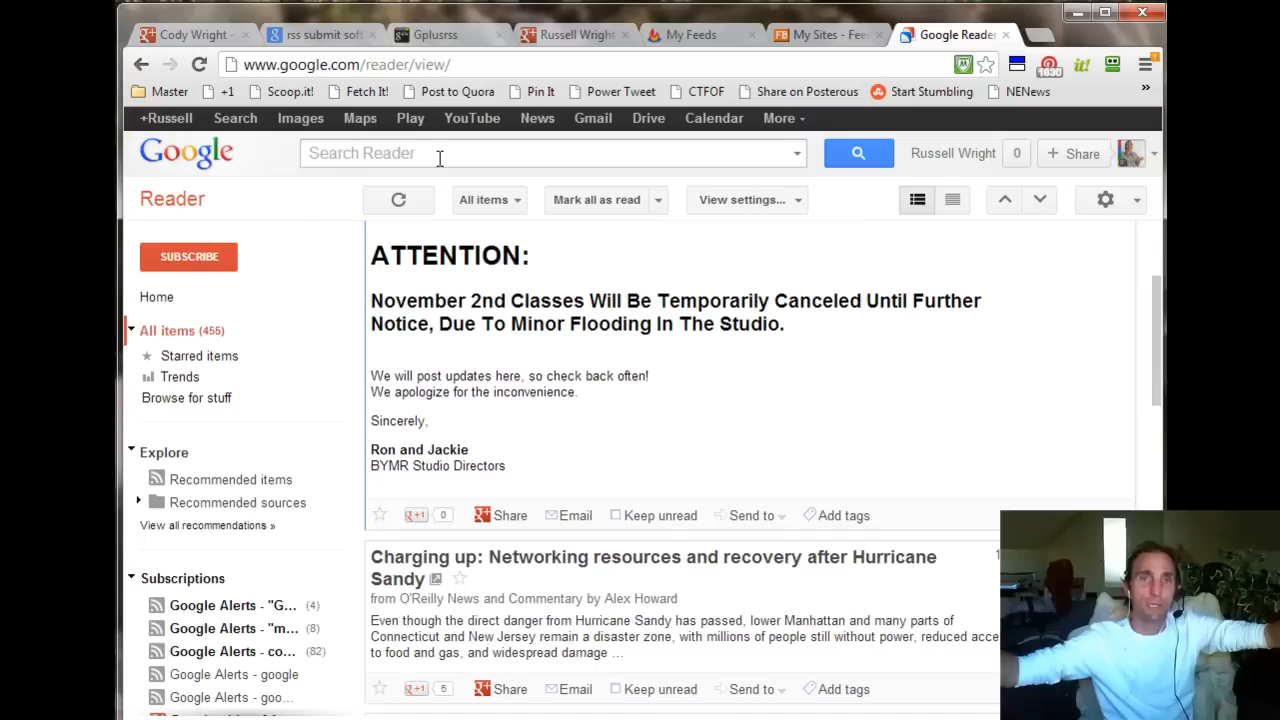 Cody Wright -
rss submit soft
Gplusrss
Russell Wright
My Feeds
My Sites - Fee
Google Reader
www.google.com/reader/view/
1630
it!
Master
+1
Scoop.it!
Fetch It!
Post to Quora
Pin It
Power Tweet
CTFOF
Share on Posterous
Start Stumbling
NENews
»
+Russell
Search
Images
Maps
Play
YouTube
News
Gmail
Drive
Calendar
More
Google
Search Reader
Russell Wright
0
+ Share
Reader
All items
Mark all as read
View settings...
SUBSCRIBE
Home
All items (455)
Starred items
Trends
Browse for stuff
Explore
Recommended items
Recommended sources
View all recommendations »
Subscriptions
Google Alerts - "G... (4)
Google Alerts - "m... (8)
Google Alerts - co... (82)
Google Alerts - google
Google Alerts - goo...
ATTENTION:
November 2nd Classes Will Be Temporarily Canceled Until Further
Notice, Due To Minor Flooding In The Studio.
We will post updates here, so check back often!
We apologize for the inconvenience.
Sincerely,
Ron and Jackie
BYMR Studio Directors
g+1 0 g+ Share Email Keep unread Send to Add tags
Charging up: Networking resources and recovery after Hurricane
Sandy
from O'Reilly News and Commentary by Alex Howard
Even though the direct danger from Hurricane Sandy has passed, lower Manhattan and many parts of
Connecticut and New Jersey remain a disaster zone, with millions of people still without power, reduced acce
to food and gas, and widespread damage ...
g+1 5 g+ Share Email Keep unread Send to Add tags